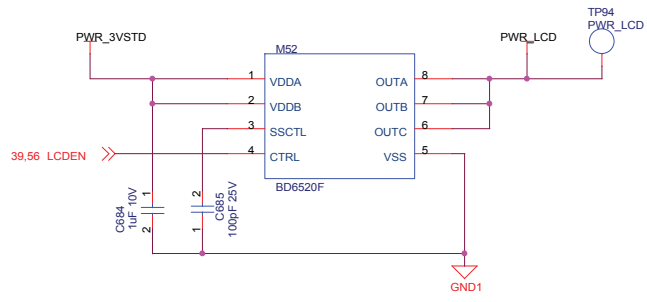 TP94
PWR_LCD
PWR_3VSTD
M52
PWR_LCD
1 VDDA OUTA 8
2 VDDB OUTB 7
3 SSCTL OUTC 6
39,56 LCDEN 4 CTRL VSS 5
BD6520F
1 2
C684
1uF 10V
2
C685
100pF 25V
1
GND1